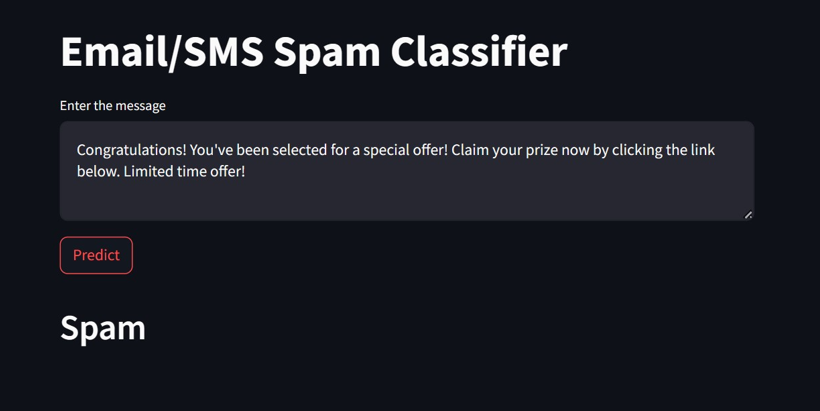 Email/SMS Spam Classifier
Enter the message
Congratulations! You've been selected for a special offer! Claim your prize now by clicking the link
below. Limited time offer!
Predict
Spam